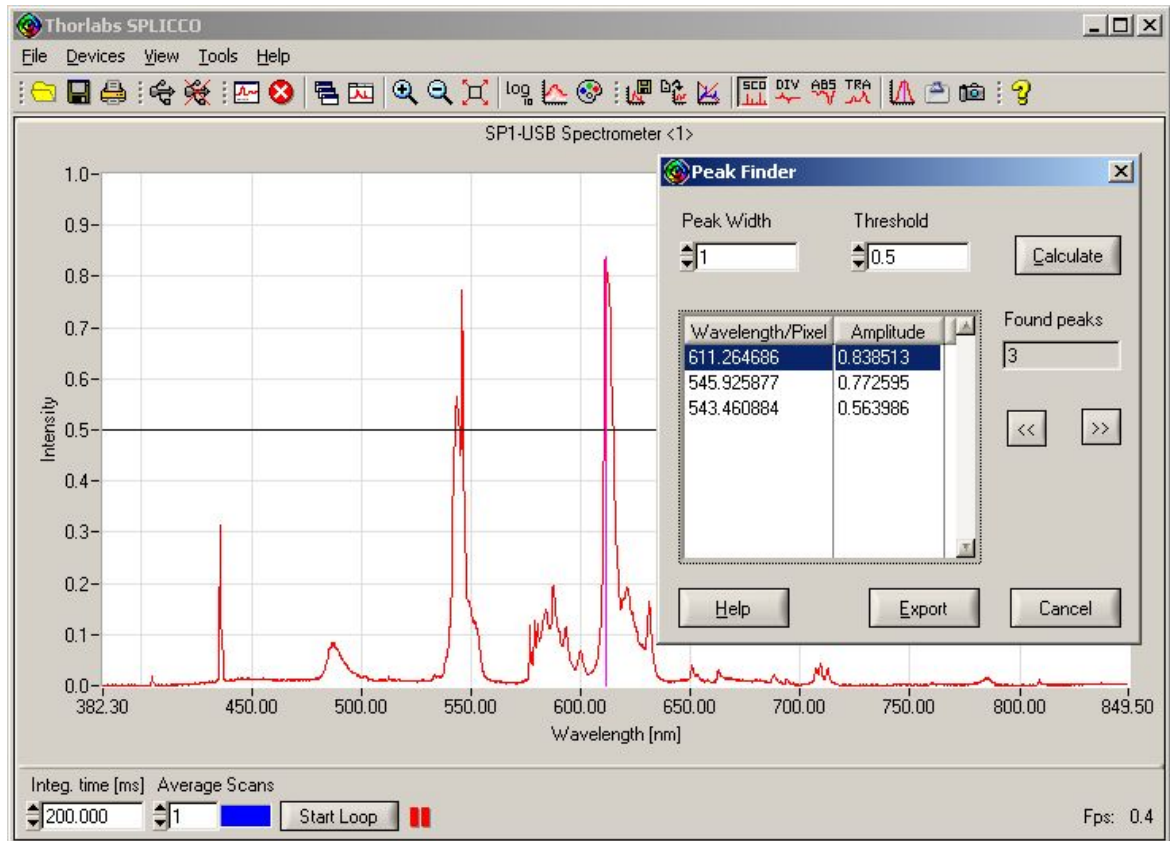 Thorlabs SPLICCO
File Devices View Tools Help
log 10 SCO DIV ABS TRA
SP1-USB Spectrometer <1>
1.0
0.9
0.8
0.7
0.6
0.5
0.4
0.3
0.2
0.1
0.0
Intensity
382.30 450.00 500.00 550.00 600.00 650.00 700.00 750.00 800.00 849.50
Wavelength [nm]
Peak Finder
Peak Width Threshold
1 0.5 Calculate
Wavelength/Pixel Amplitude Found peaks
611.264686 0.838513 3
545.925877 0.772595
543.460884 0.563986
<< >>
Help Export Cancel
Integ. time [ms] Average Scans
200.000 1 Start Loop Fps: 0.4